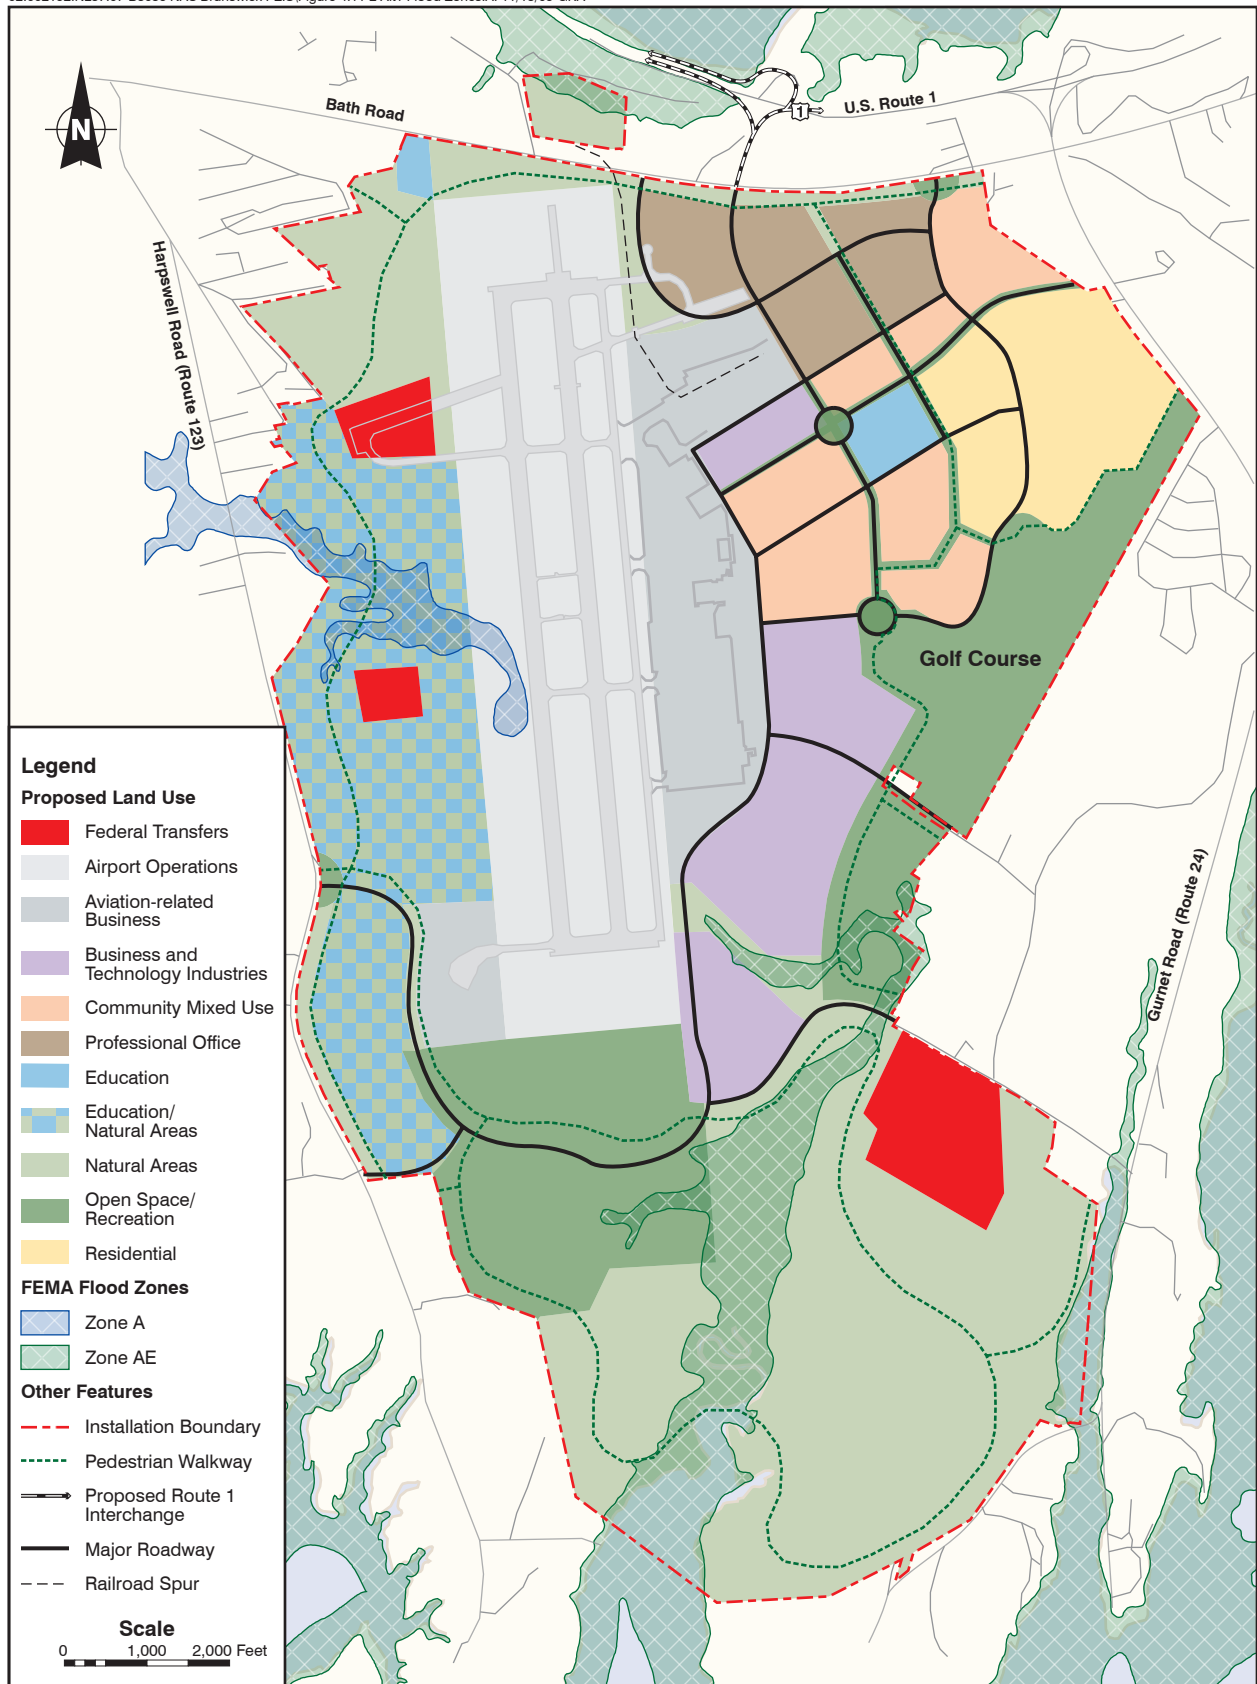 N
Bath Road
U.S. Route 1
1
Harpswell Road (Route 123)
Golf Course
Gurnet Road (Route 24)
Legend
Proposed Land Use
Federal Transfers
Airport Operations
Aviation-related
Business
Business and
Technology Industries
Community Mixed Use
Professional Office
Education
Education/
Natural Areas
Natural Areas
Open Space/
Recreation
Residential
FEMA Flood Zones
Zone A
Zone AE
Other Features
Installation Boundary
Pedestrian Walkway
Proposed Route 1
Interchange
Major Roadway
Railroad Spur
Scale
0 1,000 2,000 Feet